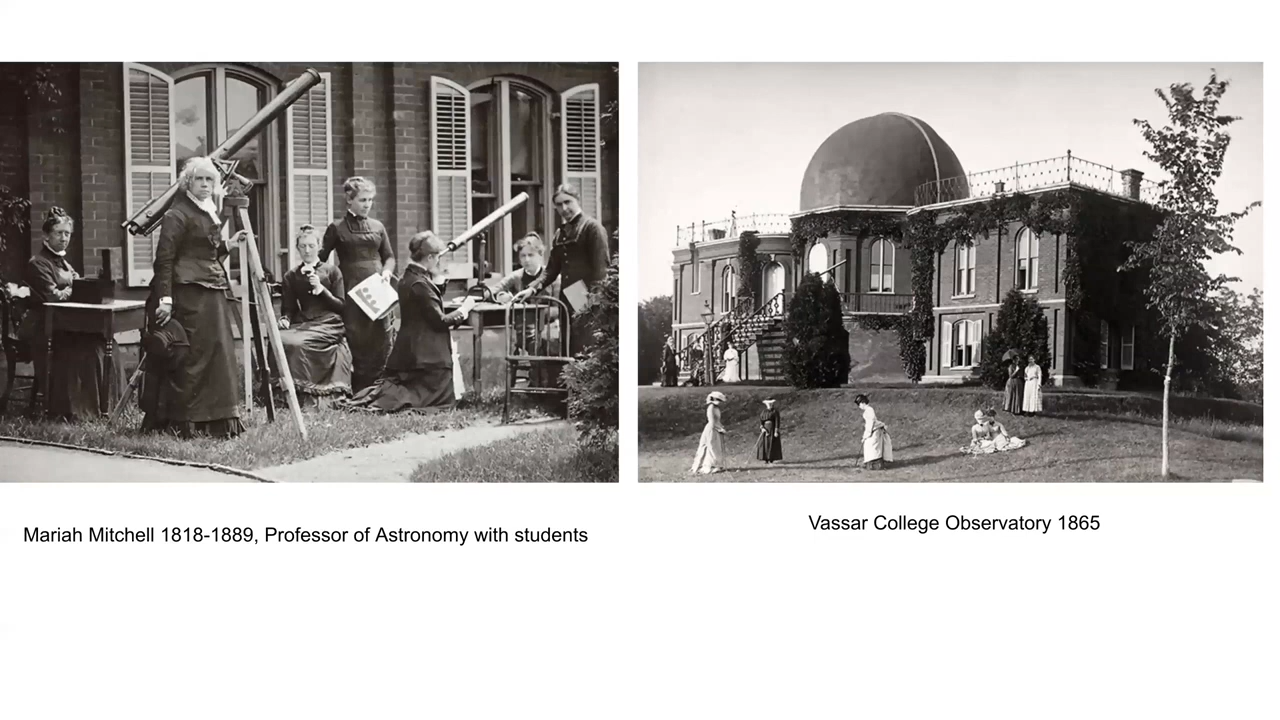 Mariah Mitchell 1818-1889, Professor of Astronomy with students
Vassar College Observatory 1865